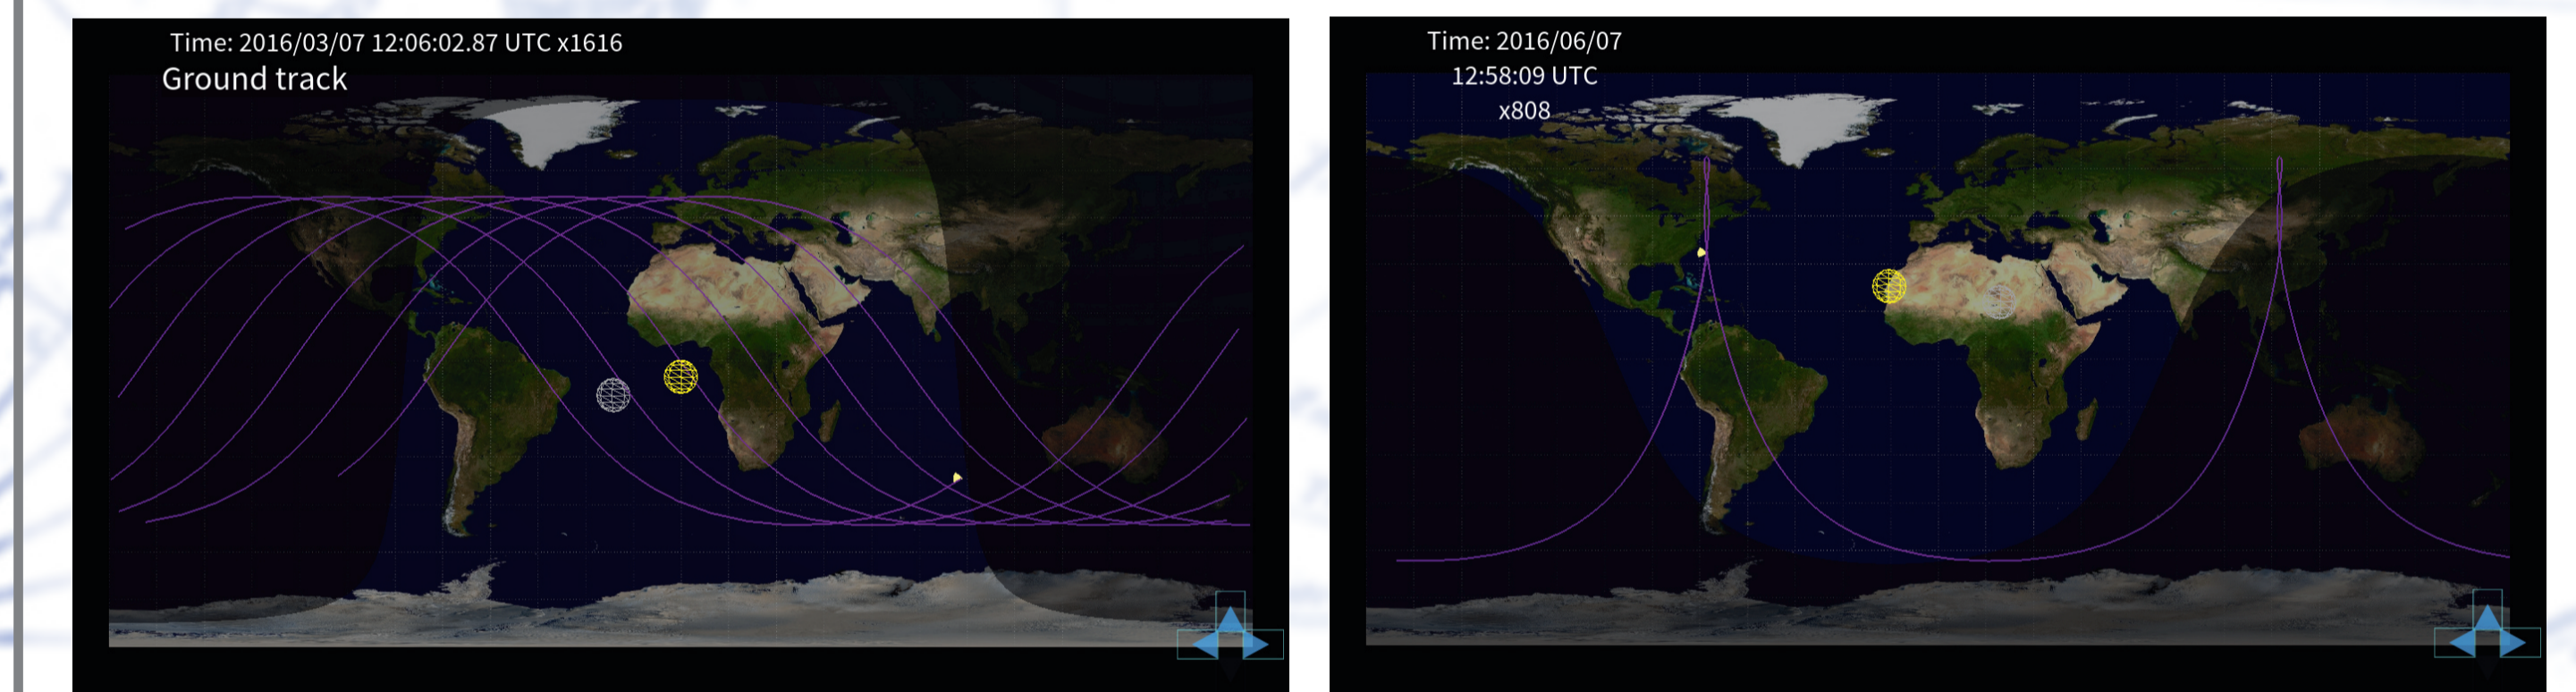 Time: 2016/03/07 12:06:02.87 UTC x1616
Ground track
Time: 2016/06/07
12:58:09 UTC
x808